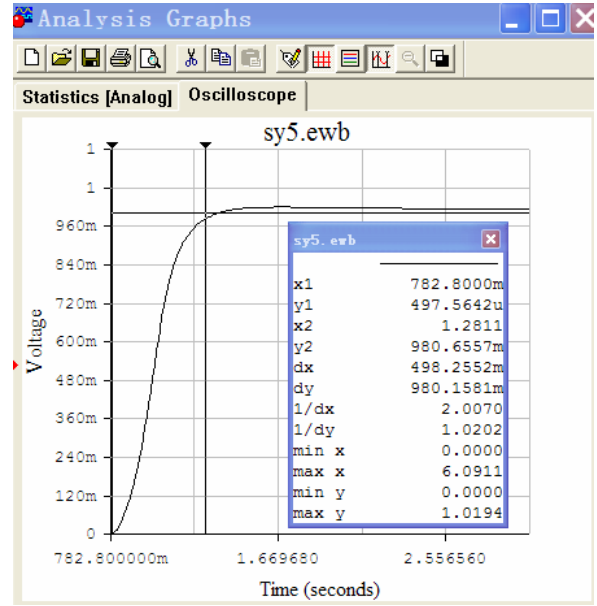 Analysis Graphs
Statistics [Analog] Oscilloscope
sy5.ewb
1
1
960m
840m
720m
600m
480m
360m
240m
120m
0
Voltage
sy5.ewb
x1 782.8000m
y1 497.5642u
x2 1.2811
y2 980.6557m
dx 498.2552m
dy 980.1581m
1/dx 2.0070
1/dy 1.0202
min x 0.0000
max x 6.0911
min y 0.0000
max y 1.0194
782.800000m 1.669680 2.556560
Time (seconds)